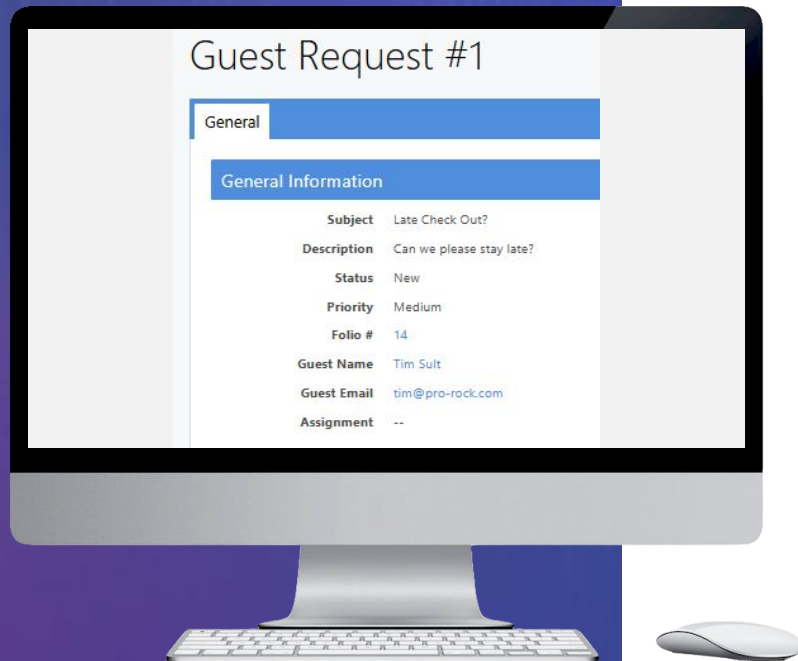 Guest Request #1
General
General Information
Subject Late Check Out?
Description Can we please stay late?
Status New
Priority Medium
Folio # 14
Guest Name Tim Sult
Guest Email tim@pro-rock.com
Assignment --